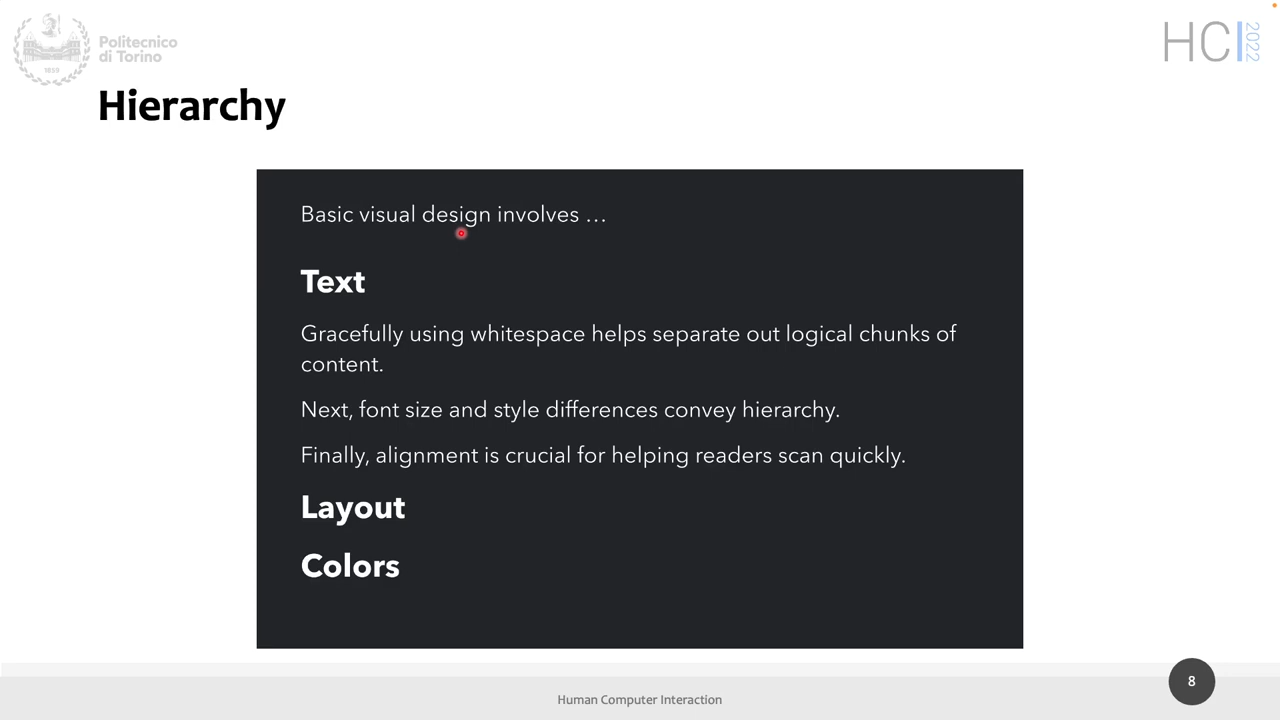 Politecnico
di Torino
1859
HCI 2022
Hierarchy
Basic visual design involves …
Text
Gracefully using whitespace helps separate out logical chunks of
content.
Next, font size and style differences convey hierarchy.
Finally, alignment is crucial for helping readers scan quickly.
Layout
Colors
Human Computer Interaction
8